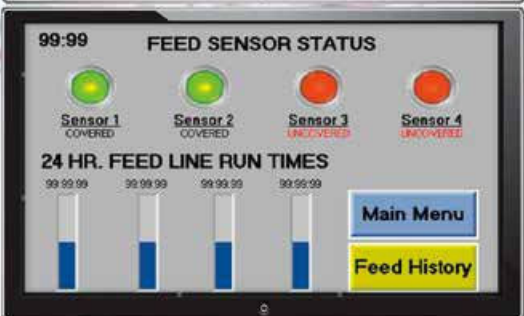 99:99 FEED SENSOR STATUS
Sensor 1 Sensor 2 Sensor 3 Sensor 4
COVERED COVERED UNCOVERED UNCOVERED
24 HR. FEED LINE RUN TIMES
99:99:99 99:99:99 99:99:99 99:99:99
Main Menu
Feed History